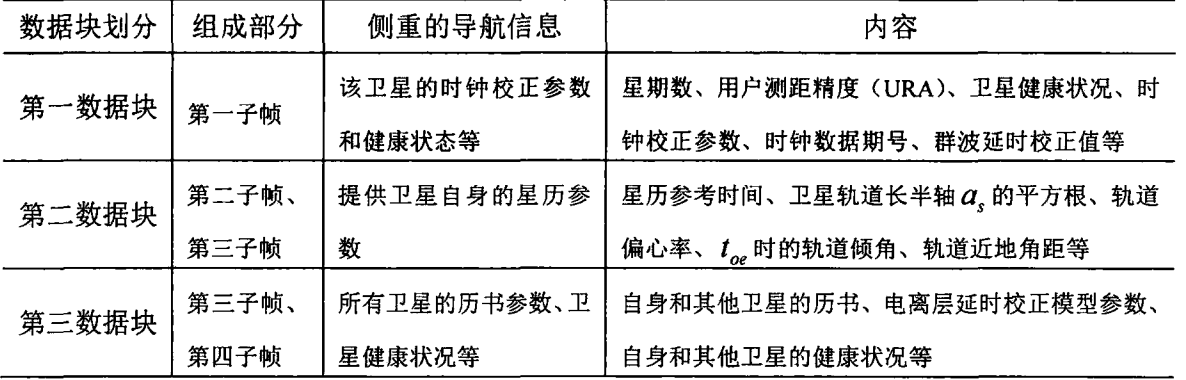 数据块划分 组成部分 侧重的导航信息 内容
第一数据块
第一子帧
该卫星的时钟校正参数
和健康状态等
星期数、用户测距精度（URA）、卫星健康状况、时
钟校正参数、时钟数据期号、群波延时校正值等
第二数据块
第二子帧、
第三子帧
提供卫星自身的星历参
数
星历参考时间、卫星轨道长半轴 a_s 的平方根、轨道
偏心率、 t_oe 时的轨道倾角、轨道近地角距等
第三数据块
第三子帧、
第四子帧
所有卫星的历书参数、卫
星健康状况等
自身和其他卫星的历书、电离层延时校正模型参数、
自身和其他卫星的健康状况等